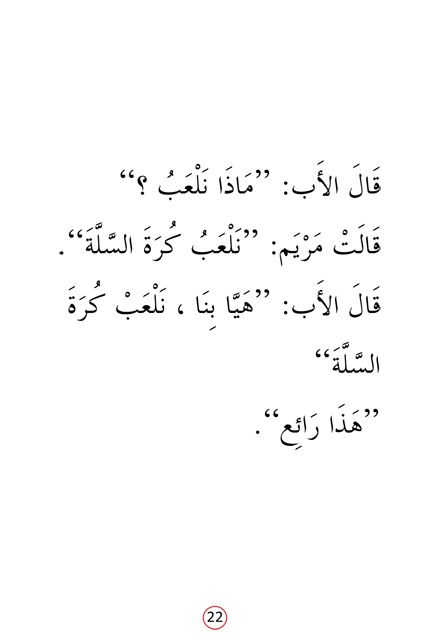 قَالَ الأَب: ”مَاذَا نَلْعَبُ ؟“
قَالَتْ مَرْيَم: ”نَلْعَبُ كُرَةَ السَّلَّةَ“.
قَالَ الأَب: ”هَيَّا بِنَا ، نَلْعَبْ كُرَةَ
السَّلَّةَ“
”هَذَا رَائِع“.
22